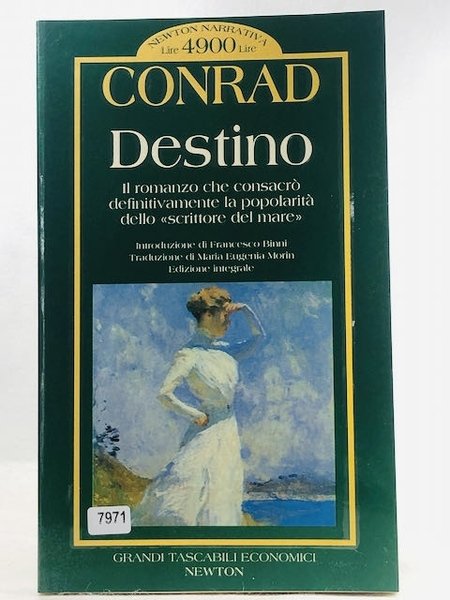 NEWTON NARRATIVA
Lire 4900 Lire
CONRAD
Destino
Il romanzo che consacrò
definitivamente la popolarità
dello «scrittore del mare»
Introduzione di Francesco Binni
Traduzione di Maria Eugenia Morin
Edizione integrale
7971
GRANDI TASCABILI ECONOMICI
NEWTON